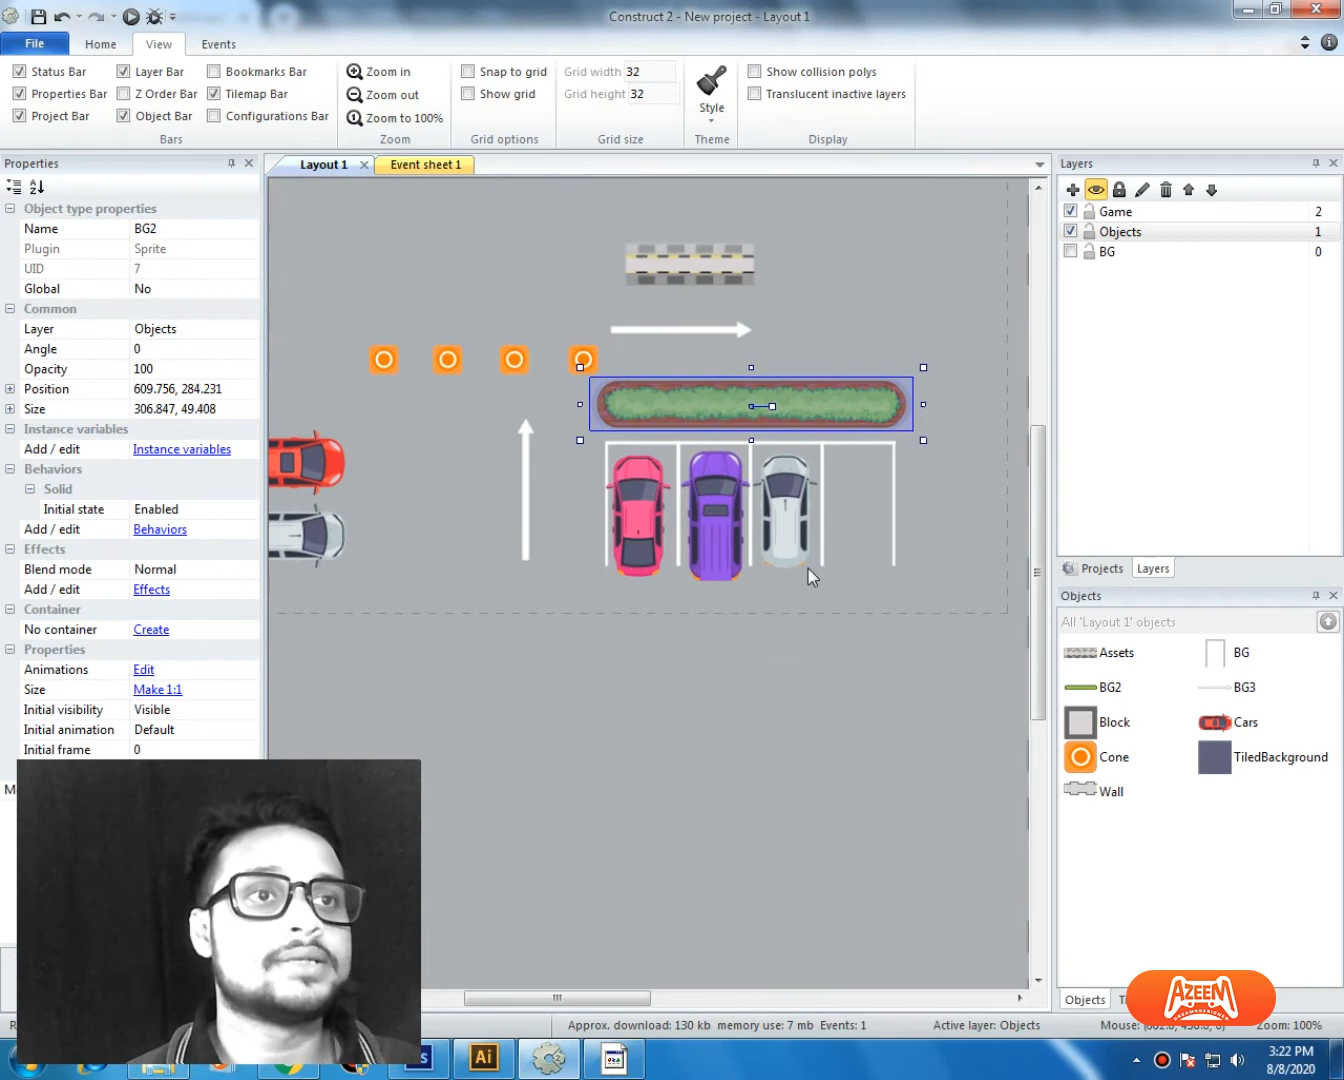 Construct 2 - New project - Layout 1
File
Home
View
Events
Status Bar
Layer Bar
Bookmarks Bar
Properties Bar
Z Order Bar
Tilemap Bar
Project Bar
Object Bar
Configurations Bar
Bars
Zoom in
Zoom out
Zoom to 100%
Zoom
Snap to grid
Show grid
Grid options
Grid width 32
Grid height 32
Grid size
Style
Theme
Show collision polys
Translucent inactive layers
Display
Properties
Layout 1
Event sheet 1
Object type properties
Name BG2
Plugin Sprite
UID 7
Global No
Common
Layer Objects
Angle 0
Opacity 100
Position 609.756, 284.231
Size 306.847, 49.408
Instance variables
Add / edit Instance variables
Behaviors
Solid
Initial state Enabled
Add / edit Behaviors
Effects
Blend mode Normal
Add / edit Effects
Container
No container Create
Properties
Animations Edit
Size Make 1:1
Initial visibility Visible
Initial animation Default
Initial frame 0
Layers
Game 2
Objects 1
BG 0
Projects
Layers
Objects
All 'Layout 1' objects
Assets
BG
BG2
BG3
Block
Cars
Cone
TiledBackground
Wall
Objects
AZEEM
Approx. download: 130 kb memory use: 7 mb Events: 1
Active layer: Objects
Zoom: 100%
Ai
3:22 PM
8/8/2020